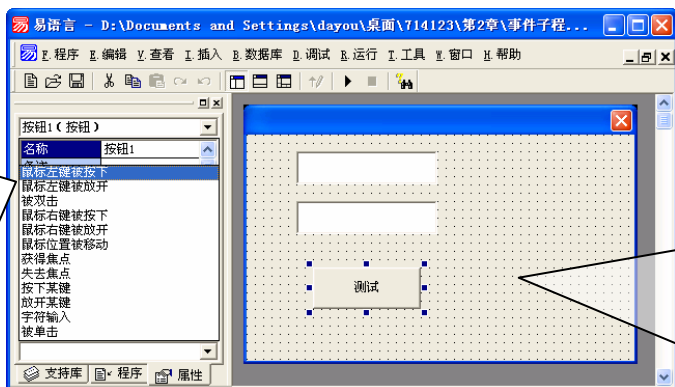 易语言 - D:\Documents and Settings\dayou\桌面\714123\第2章\事件子程...
F.程序 E.编辑 V.查看 I.插入 B.数据库 D.调试 R.运行 T.工具 W.窗口 H.帮助
按钮1(按钮)
名称 按钮1
鼠标左键被按下
鼠标左键被放开
被双击
鼠标右键被按下
鼠标右键被放开
鼠标位置被移动
获得焦点
失去焦点
按下某键
放开某键
字符输入
被单击
测试
支持库 程序 属性